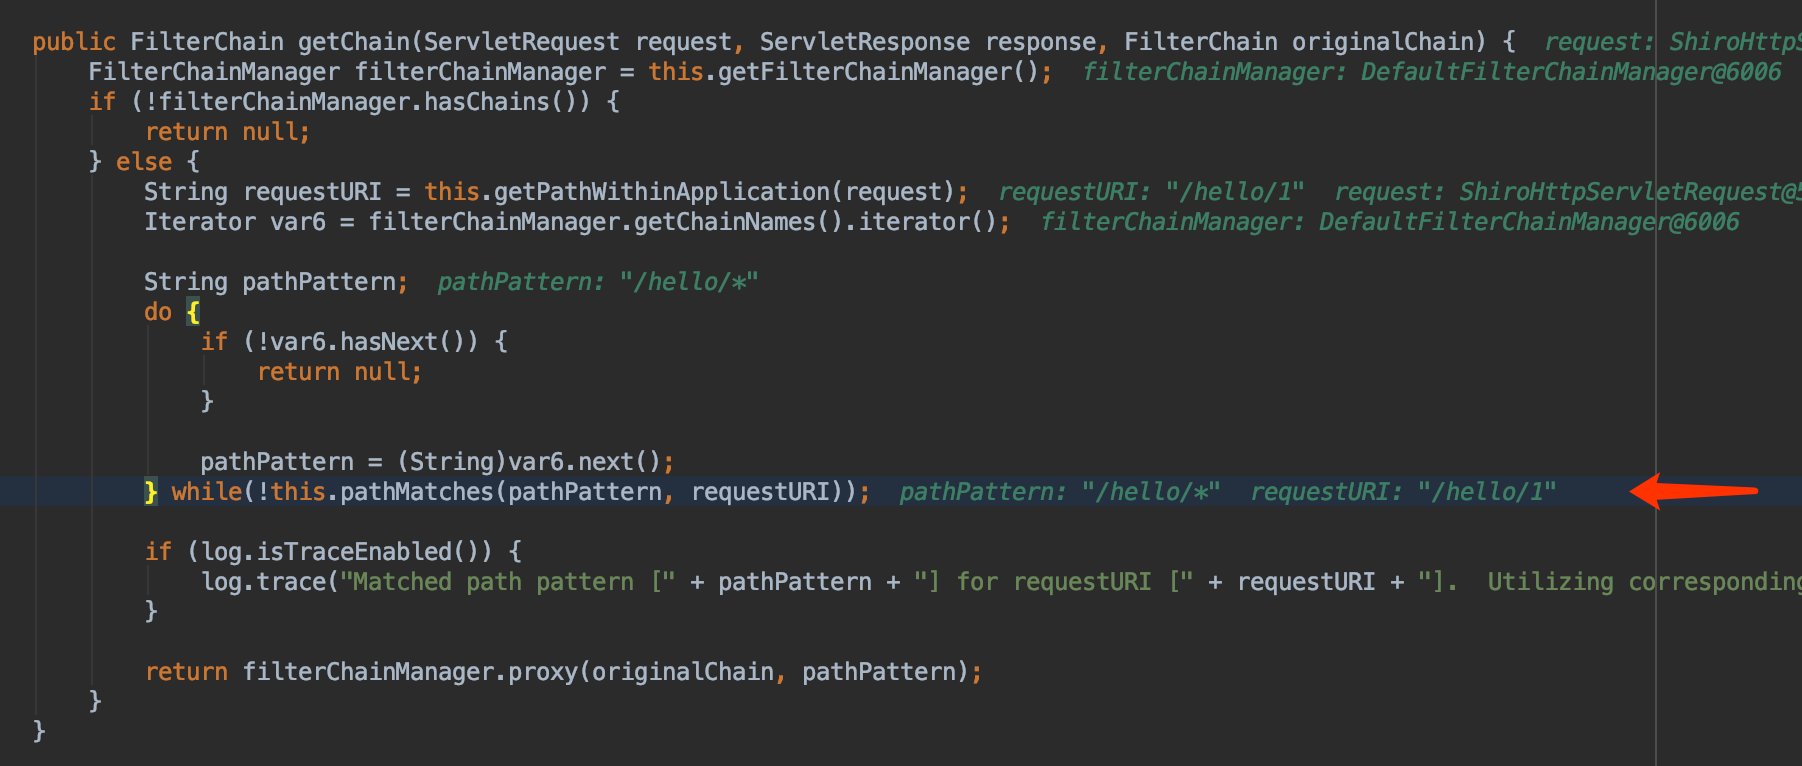 public FilterChain getChain(ServletRequest request, ServletResponse response, FilterChain originalChain) {  request: ShiroHttpS
    FilterChainManager filterChainManager = this.getFilterChainManager();  filterChainManager: DefaultFilterChainManager@6006
    if (!filterChainManager.hasChains()) {
        return null;
    } else {
        String requestURI = this.getPathWithinApplication(request);  requestURI: "/hello/1"  request: ShiroHttpServletRequest@5
        Iterator var6 = filterChainManager.getChainNames().iterator();  filterChainManager: DefaultFilterChainManager@6006

        String pathPattern;  pathPattern: "/hello/*"
        do {
            if (!var6.hasNext()) {
                return null;
            }

            pathPattern = (String)var6.next();
        } while(!this.pathMatches(pathPattern, requestURI));  pathPattern: "/hello/*"  requestURI: "/hello/1"

        if (log.isTraceEnabled()) {
            log.trace("Matched path pattern [" + pathPattern + "] for requestURI [" + requestURI + "].  Utilizing corresponding
        }

        return filterChainManager.proxy(originalChain, pathPattern);
    }
}